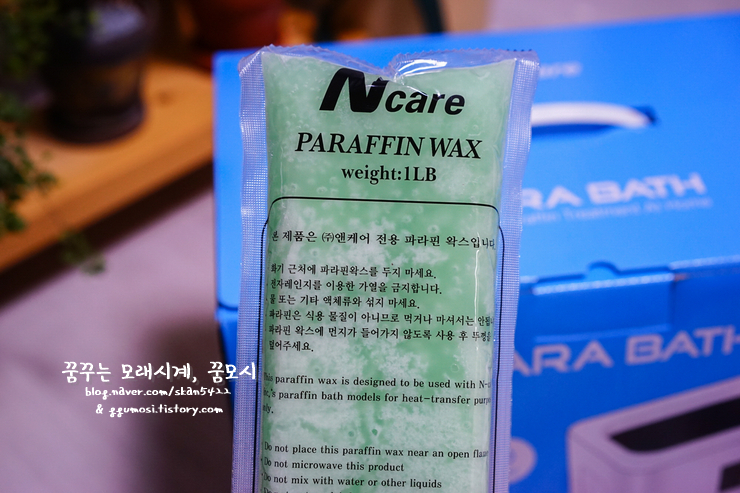 Ncare
PARAFFIN WAX
weight:1LB
본 제품은 ㈜앤케어 전용 파라핀 왁스입니다
화기 근처에 파라핀왁스를 두지 마세요.
전자레인지를 이용한 가열을 금지합니다.
물 또는 기타 액체류와 섞지 마세요.
파라핀은 식용 물질이 아니므로 먹거나 마셔서는
파라핀 왁스에 먼지가 들어가지 않도록 사용 후 뚜껑을
덮어주세요.
paraffin wax is designed to be used with
paraffin bath models for heat-transfer
Do not place this paraffin wax near an open
Do not microwave this product
Do not mix with water or other liquids
ARA BATH
Treatment At Home
ARA BATH
꿈꾸는 모래시계, 꿈모시
blog.naver.com/skan5422
& ggumosi.tistory.com